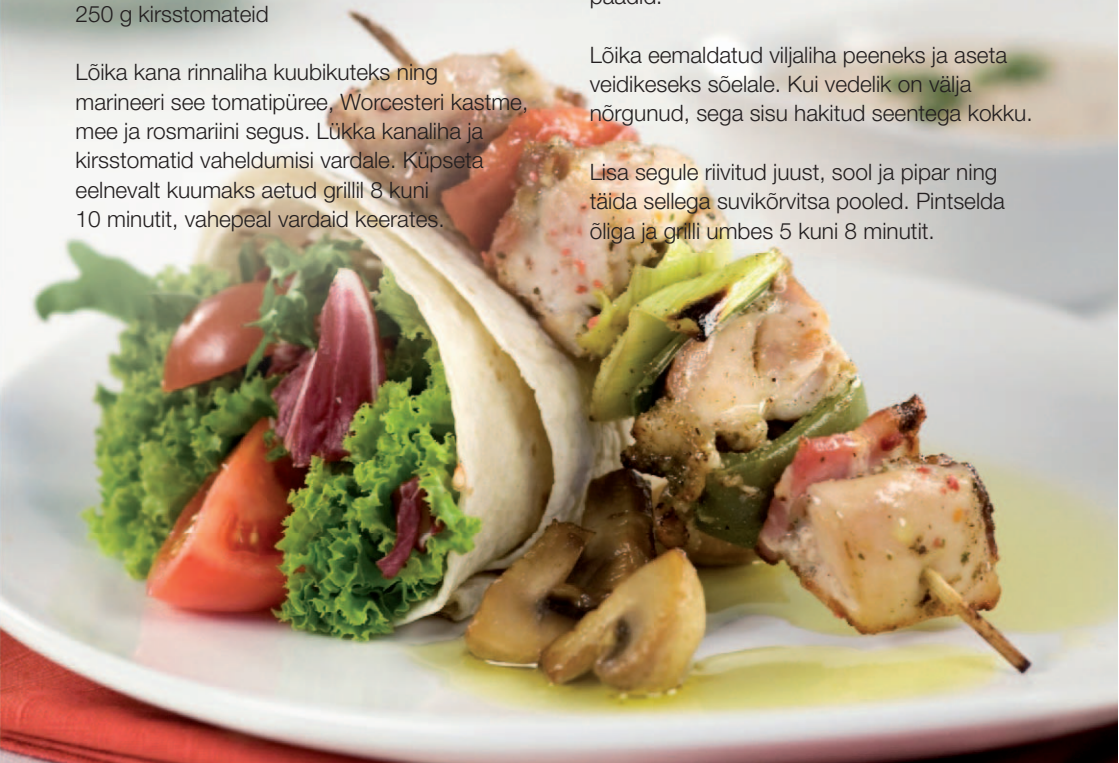 250 g kirsstomateid
Lõika kana rinnaliha kuubikuteks ning
marineeri see tomatipüree, Worcesteri kastme,
mee ja rosmariini segus. Lükka kanaliha ja
kirsstomatid vaheldumisi vardale. Küpseta
eelnevalt kuumaks aetud grillil 8 kuni
10 minutit, vahepeal vardaid keerates.
paadid.
Lõika eemaldatud viljaliha peeneks ja aseta
veidikeseks sõelale. Kui vedelik on välja
nõrgunud, sega sisu hakitud seentega kokku.
Lisa segule riivitud juust, sool ja pipar ning
täida sellega suvikõrvitsa pooled. Pintselda
õliga ja grilli umbes 5 kuni 8 minutit.